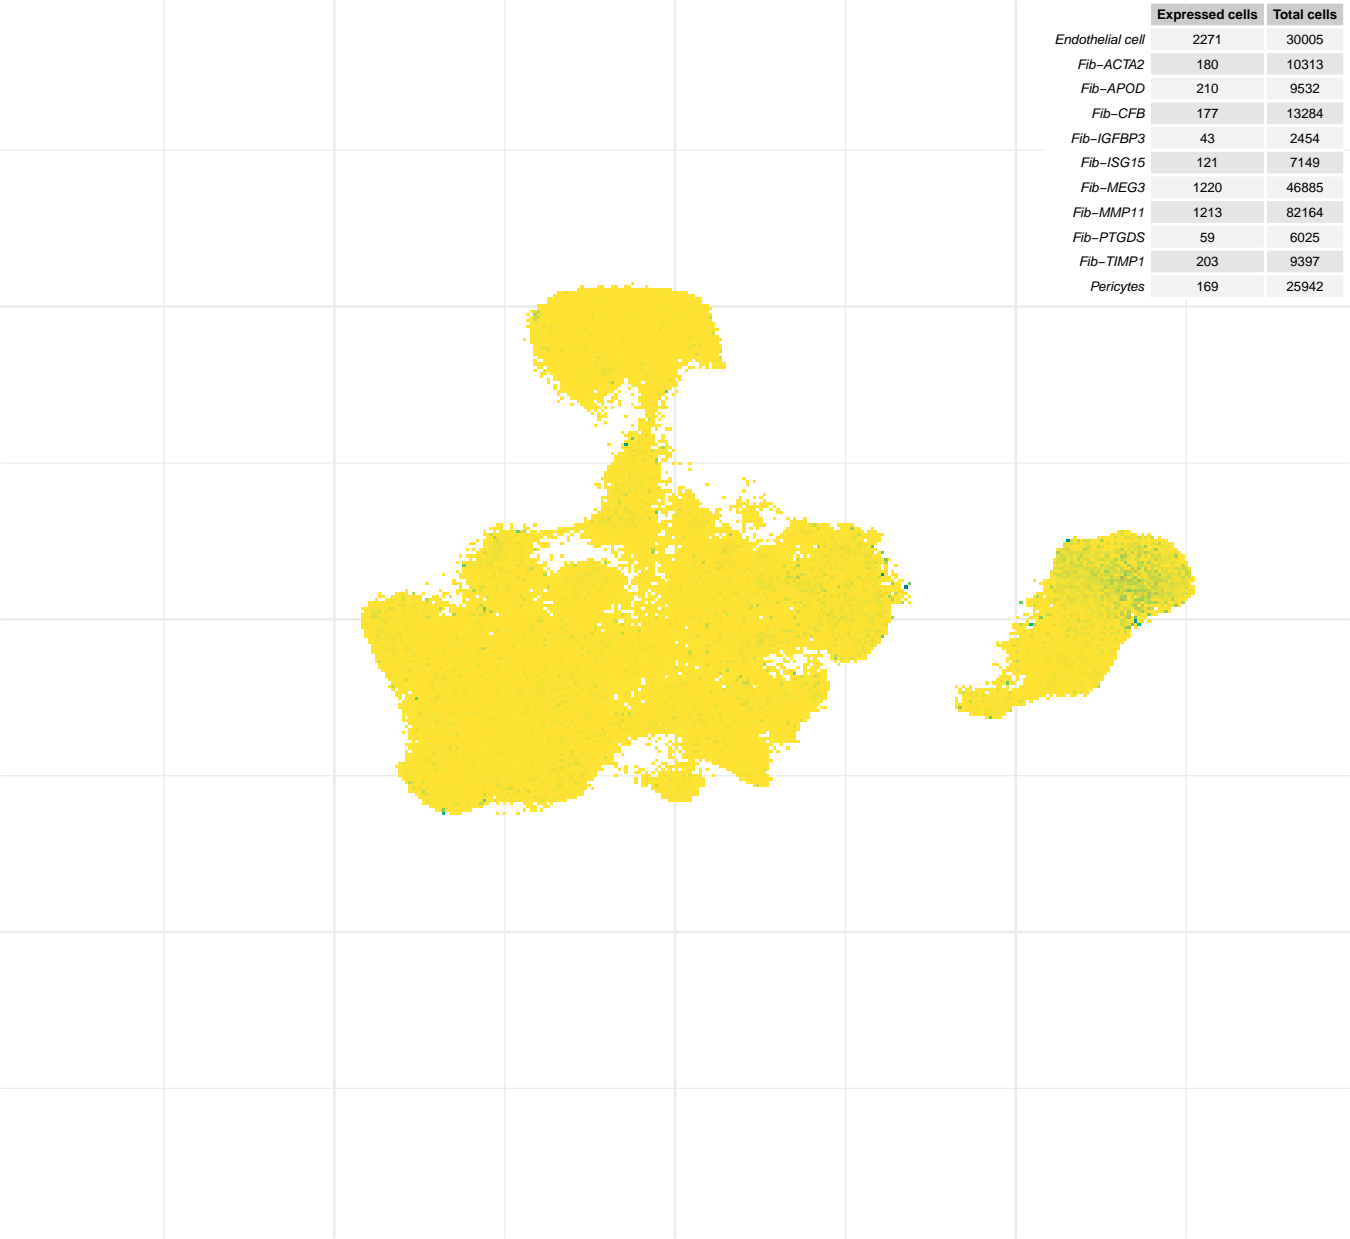 Expressed cells Total cells
Endothelial cell 2271 30005
Fib−ACTA2 180 10313
Fib−APOD 210 9532
Fib−CFB 177 13284
Fib−IGFBP3 43 2454
Fib−ISG15 121 7149
Fib−MEG3 1220 46885
Fib−MMP11 1213 82164
Fib−PTGDS 59 6025
Fib−TIMP1 203 9397
Pericytes 169 25942